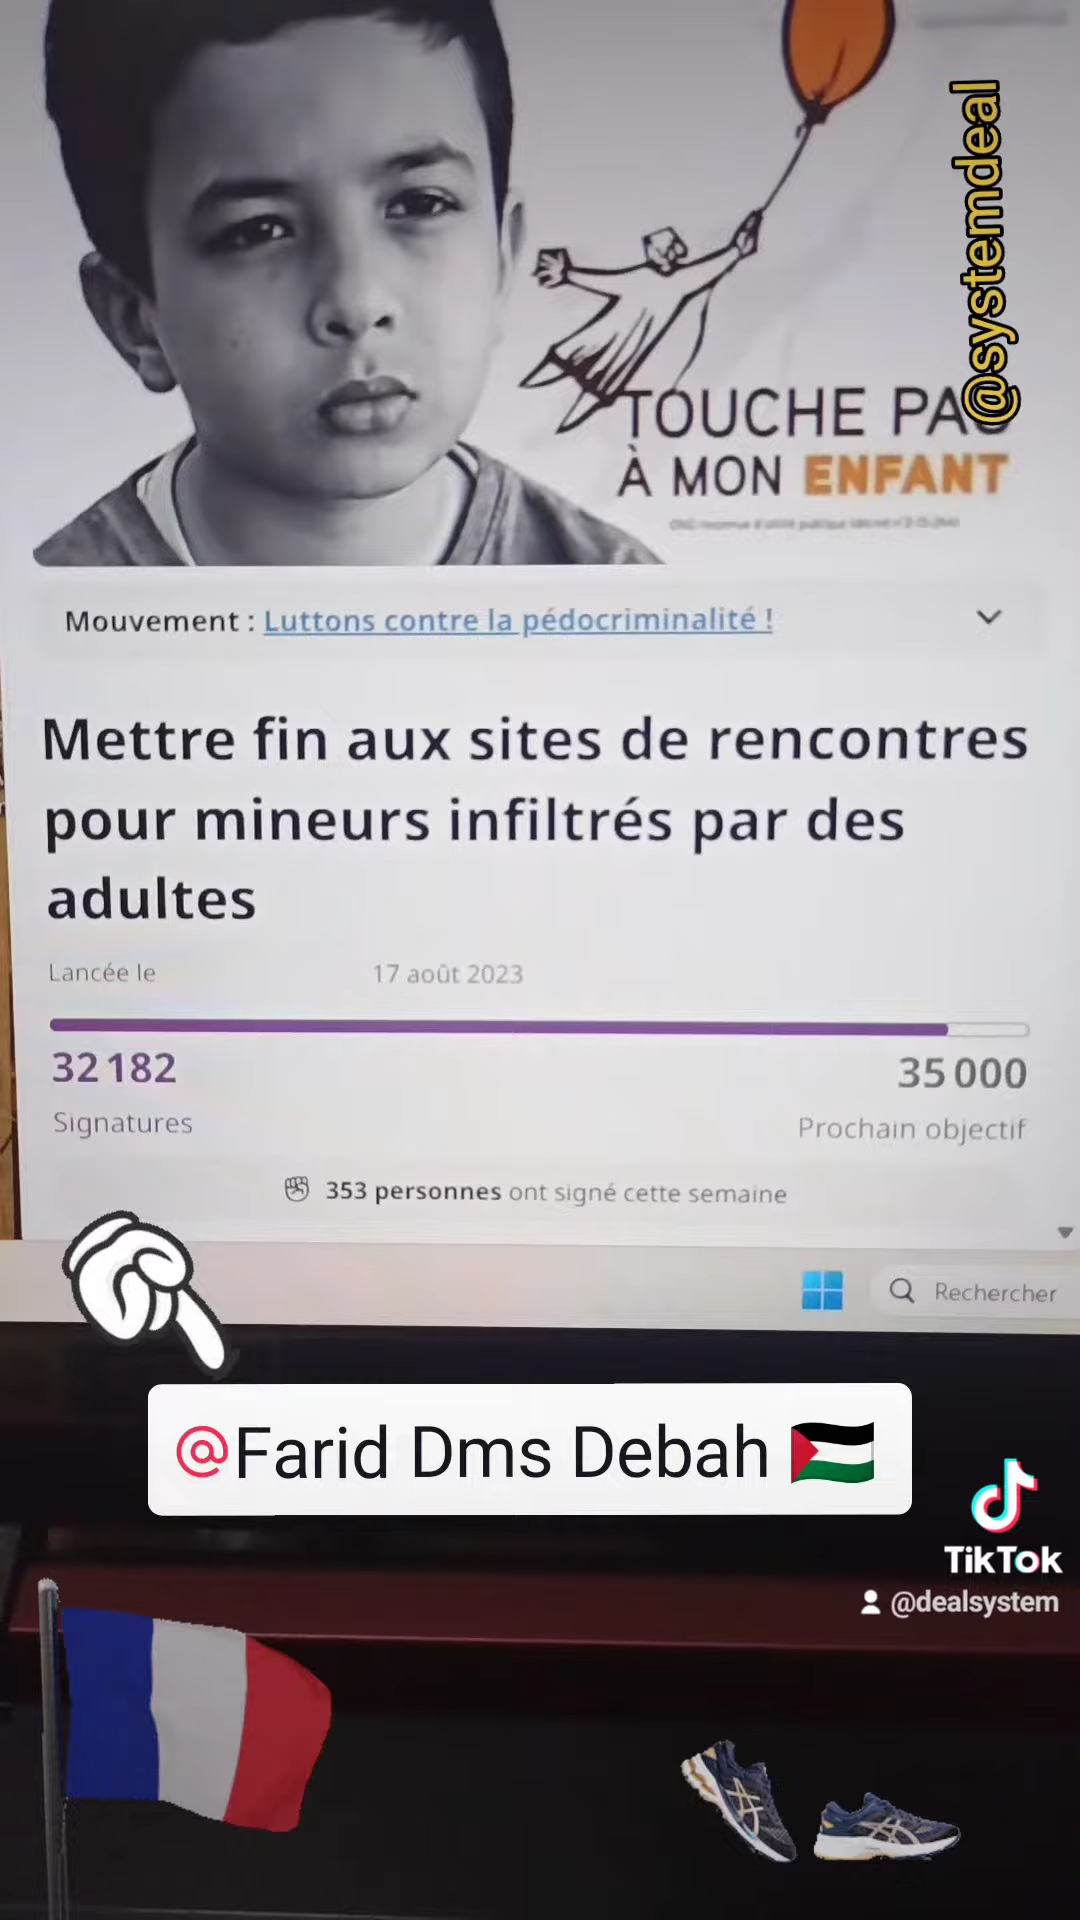 @systemdeal
TOUCHE PAS
À MON ENFANT
Mouvement : Luttons contre la pédocriminalité !
Mettre fin aux sites de rencontres
pour mineurs infiltrés par des
adultes
Lancée le 17 août 2023
32 182
35 000
Signatures
Prochain objectif
353 personnes ont signé cette semaine
Rechercher
@Farid Dms Debah
TikTok
@dealsystem